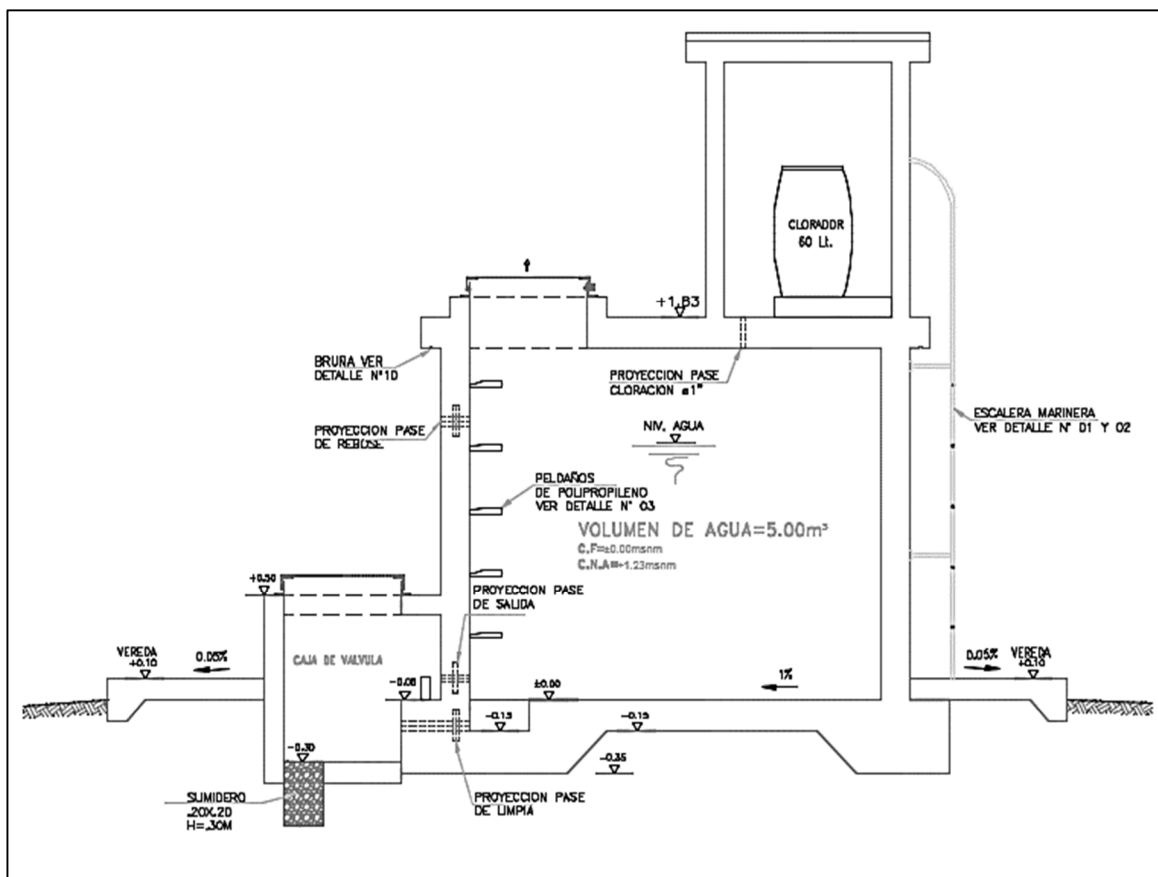 CLORADOR
60 Lt.
+1.83
BRUÑA VER
DETALLE N°10
PROYECCION PASE
CLORACION ø1"
PROYECCION PASE
DE REBOSE
NIV. AGUA
ESCALERA MARINERA
VER DETALLE N° 01 Y 02
PELDAÑOS
DE POLIPROPILENO
VER DETALLE N° 03
VOLUMEN DE AGUA=5.00m³
C.F=±0.00msnm
C.N.A=+1.23msnm
+0.50
PROYECCION PASE
DE SALIDA
VEREDA
+0.10
0.05%
CAJA DE VALVULA
-0.08
±0.00
1%
0.05%
VEREDA
+0.10
-0.15
-0.15
-0.30
-0.35
SUMIDERO
.20X.20
H=.30M
PROYECCION PASE
DE LIMPIA